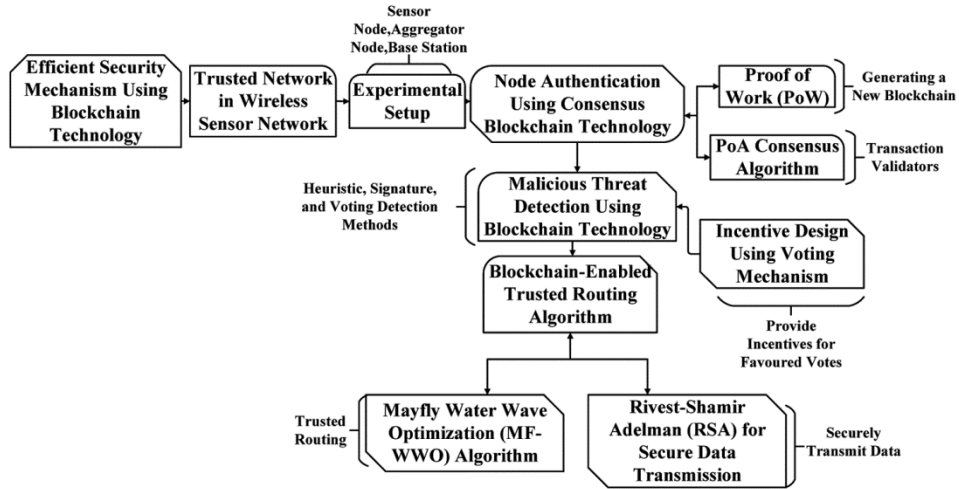 Sensor
Node,Aggregator
Node,Base Station
Efficient Security
Mechanism Using
Blockchain
Technology
Trusted Network
in Wireless
Sensor Network
Experimental
Setup
Node Authentication
Using Consensus
Blockchain Technology
Proof of
Work (PoW)
Generating a
New Blockchain
PoA Consensus
Algorithm
Transaction
Validators
Heuristic, Signature,
and Voting Detection
Methods
Malicious Threat
Detection Using
Blockchain Technology
Incentive Design
Using Voting
Mechanism
Provide
Incentives for
Favoured Votes
Blockchain-Enabled
Trusted Routing
Algorithm
Trusted
Routing
Mayfly Water Wave
Optimization (MF-
WWO) Algorithm
Rivest-Shamir
Adelman (RSA) for
Secure Data
Transmission
Securely
Transmit Data